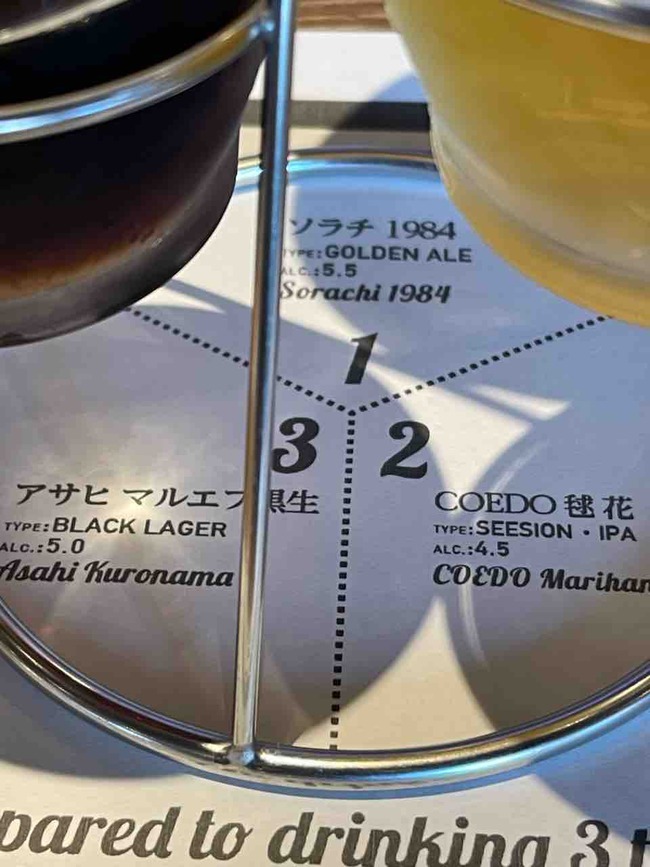 ソラチ 1984
TYPE:GOLDEN ALE
ALC.:5.5
Sorachi 1984
1
3
2
アサヒ マルエフ 黒生
TYPE:BLACK LAGER
ALC.:5.0
Asahi Kuronama
COEDO 毬花
TYPE:SEESION・IPA
ALC.:4.5
COEDO Marihan
pared to drinking 3